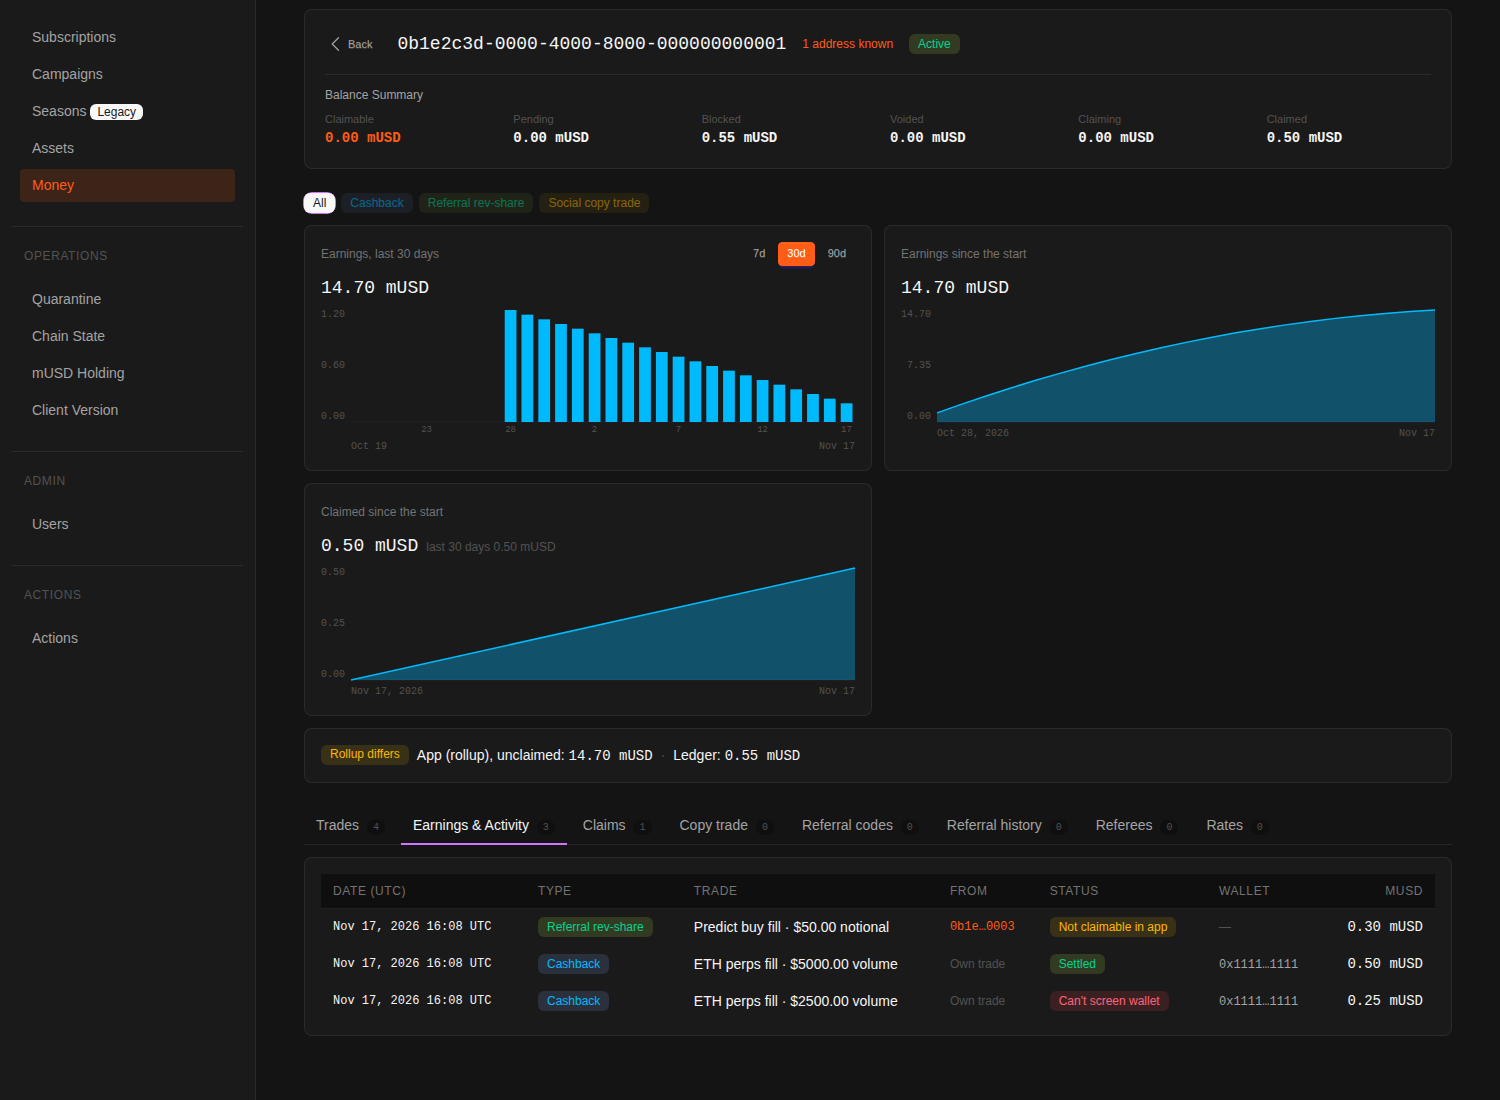 Subscriptions
Campaigns
Seasons Legacy
Assets
Money
OPERATIONS
Quarantine
Chain State
mUSD Holding
Client Version
ADMIN
Users
ACTIONS
Actions
Back 0b1e2c3d-0000-4000-8000-000000000001 1 address known Active
Balance Summary
Claimable Pending Blocked Voided Claiming Claimed
0.00 mUSD 0.00 mUSD 0.55 mUSD 0.00 mUSD 0.00 mUSD 0.50 mUSD
All Cashback Referral rev-share Social copy trade
Earnings, last 30 days 7d 30d 90d
14.70 mUSD
1.20
0.60
0.00
23 28 2 7 12 17
Oct 19 Nov 17
Earnings since the start
14.70 mUSD
14.70
7.35
0.00
Oct 28, 2026 Nov 17
Claimed since the start
0.50 mUSD last 30 days 0.50 mUSD
0.50
0.25
0.00
Nov 17, 2026 Nov 17
Rollup differs App (rollup), unclaimed: 14.70 mUSD · Ledger: 0.55 mUSD
Trades 4 Earnings & Activity 3 Claims 1 Copy trade 0 Referral codes 0 Referral history 0 Referees 0 Rates 0
DATE (UTC) TYPE TRADE FROM STATUS WALLET MUSD
Nov 17, 2026 16:08 UTC Referral rev-share Predict buy fill · $50.00 notional 0b1e…0003 Not claimable in app — 0.30 mUSD
Nov 17, 2026 16:08 UTC Cashback ETH perps fill · $5000.00 volume Own trade Settled 0x1111…1111 0.50 mUSD
Nov 17, 2026 16:08 UTC Cashback ETH perps fill · $2500.00 volume Own trade Can't screen wallet 0x1111…1111 0.25 mUSD